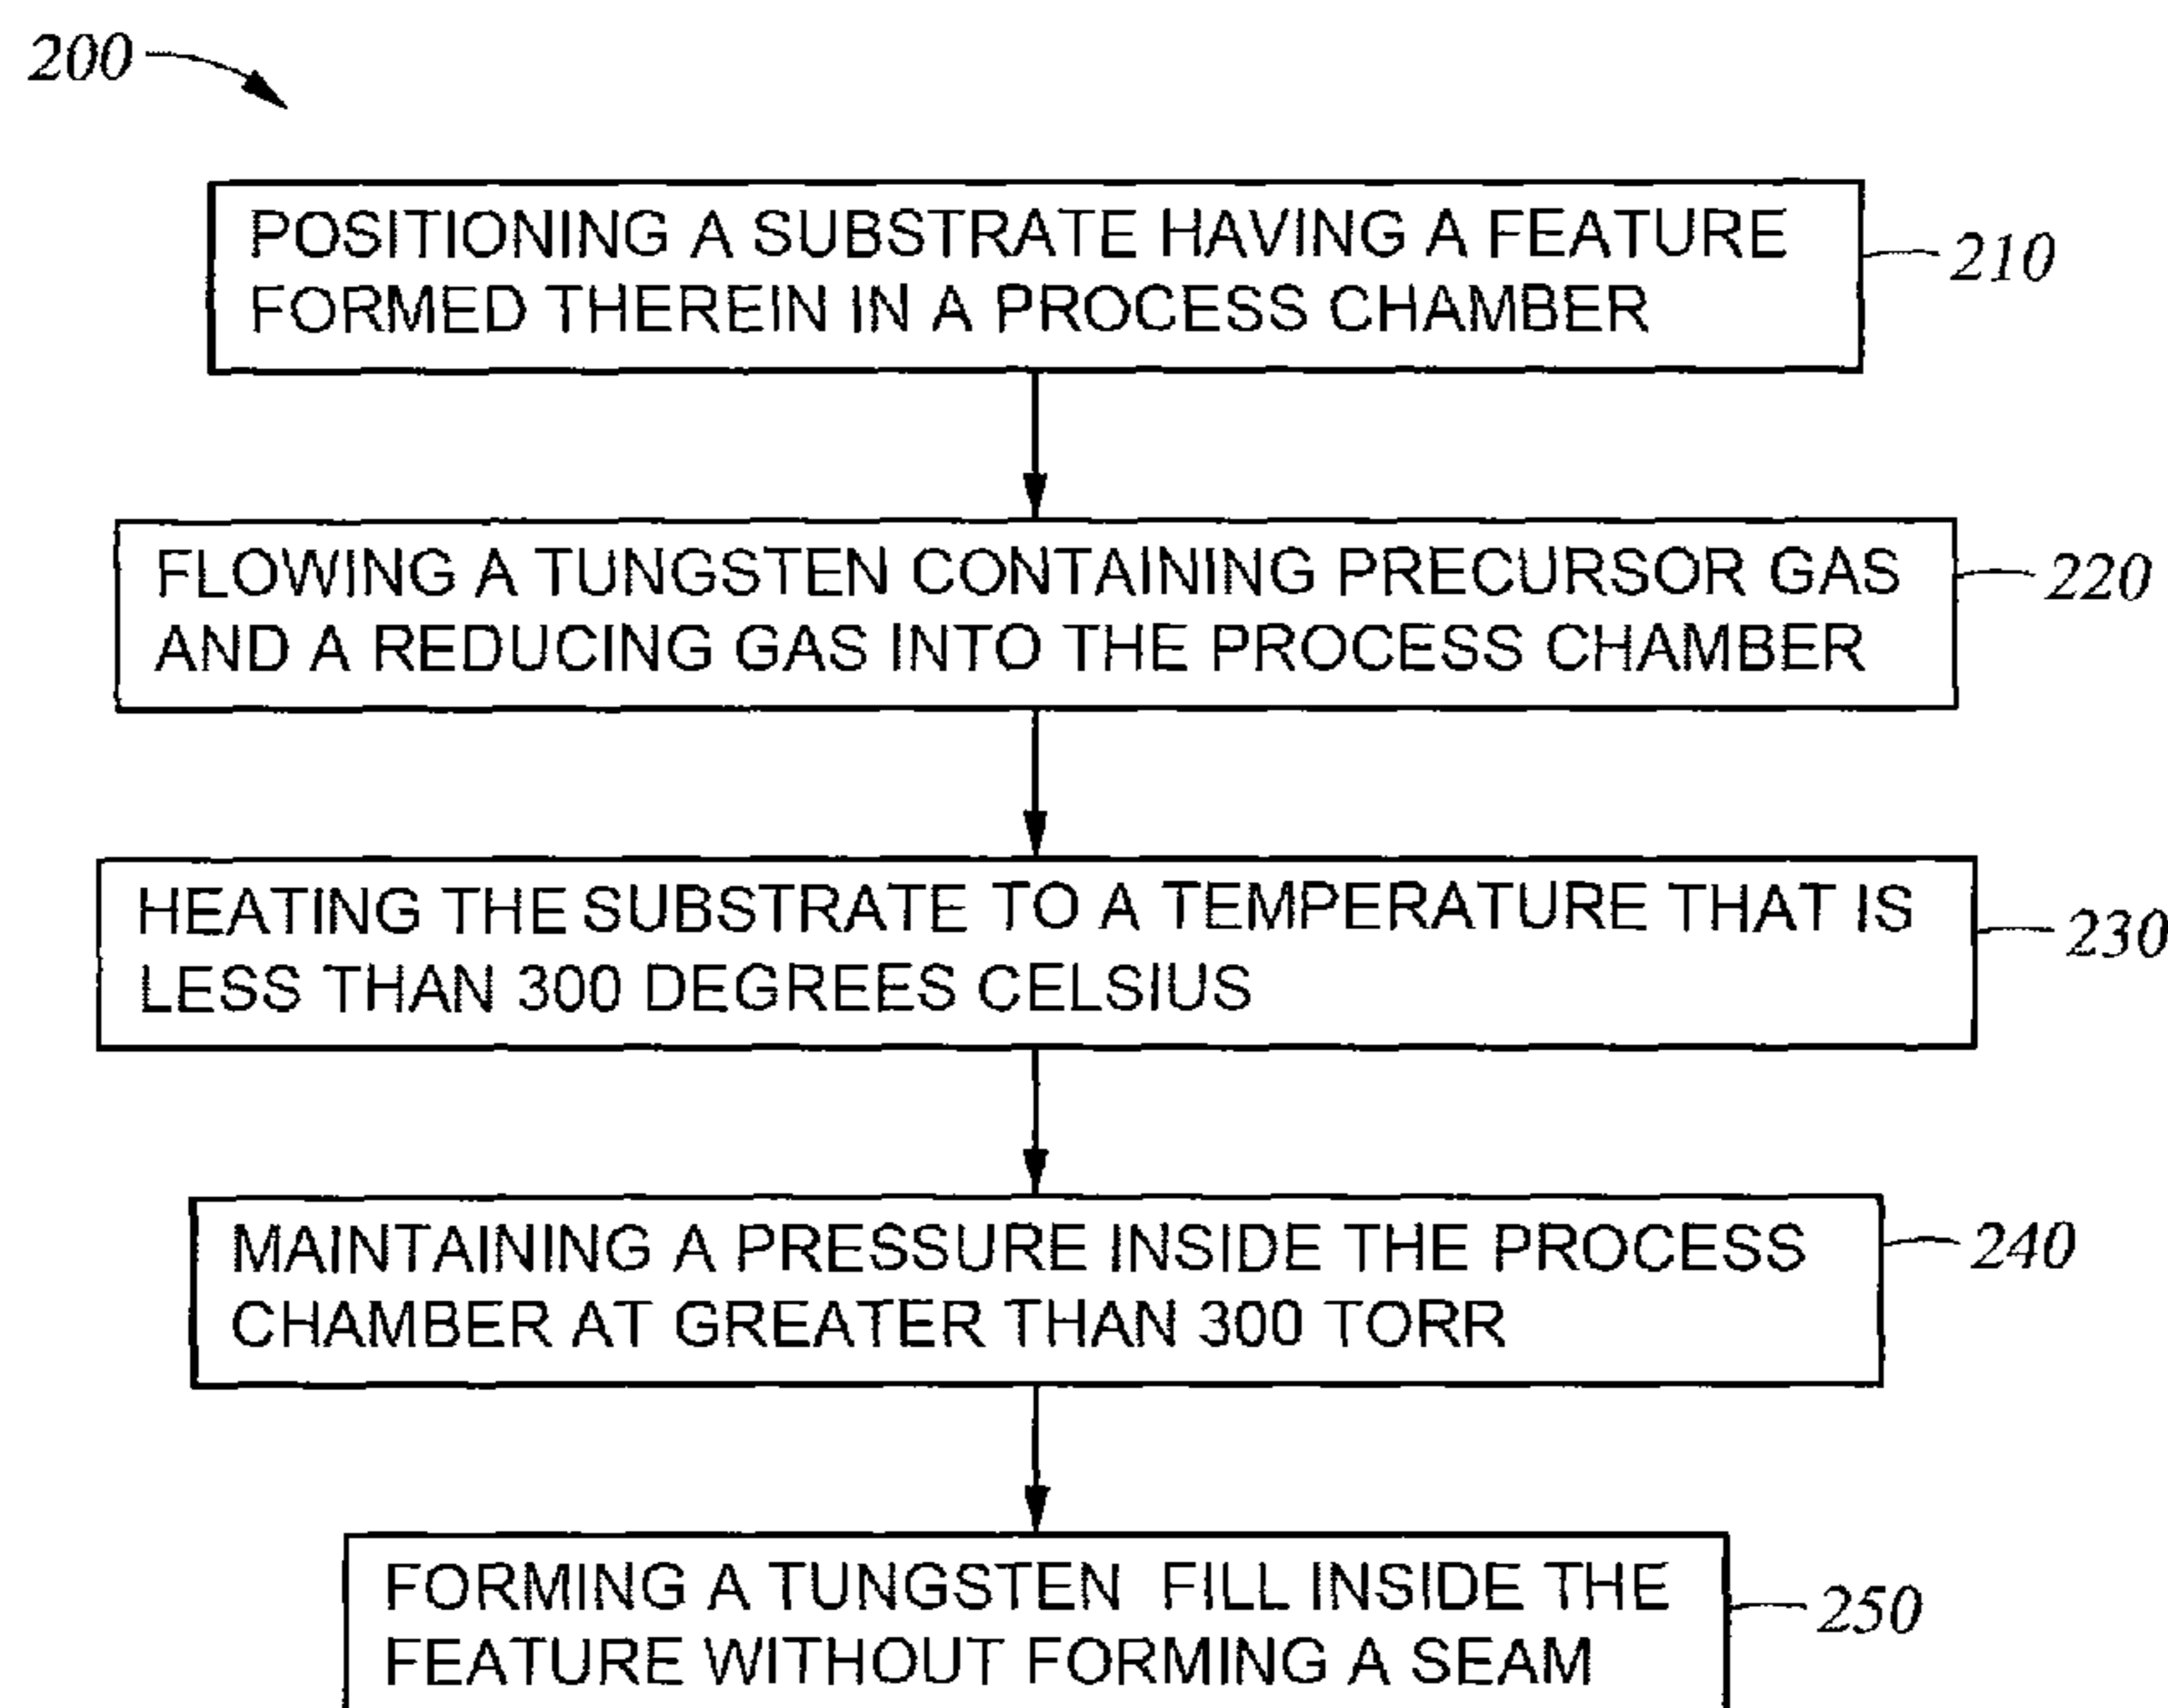 200
POSITIONING A SUBSTRATE HAVING A FEATURE
FORMED THEREIN IN A PROCESS CHAMBER
210
FLOWING A TUNGSTEN CONTAINING PRECURSOR GAS
AND A REDUCING GAS INTO THE PROCESS CHAMBER
220
HEATING THE SUBSTRATE TO A TEMPERATURE THAT IS
LESS THAN 300 DEGREES CELSIUS
230
MAINTAINING A PRESSURE INSIDE THE PROCESS
CHAMBER AT GREATER THAN 300 TORR
240
FORMING A TUNGSTEN FILL INSIDE THE
FEATURE WITHOUT FORMING A SEAM
250